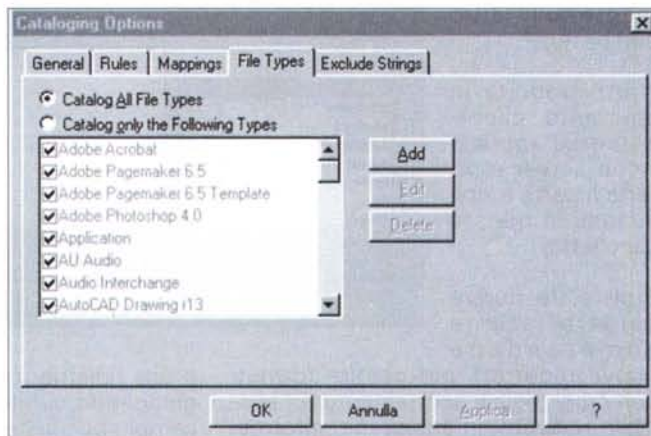 Cataloging Options
General Rules Mappings File Types Exclude Strings
Catalog All File Types
Catalog only the Following Types
Adobe Acrobat
Adobe Pagemaker 6.5
Adobe Pagemaker 6.5 Template
Adobe Photoshop 4.0
Application
AU Audio
Audio Interchange
AutoCAD Drawing r13
Add
Edit
Delete
OK Annulla Applica ?